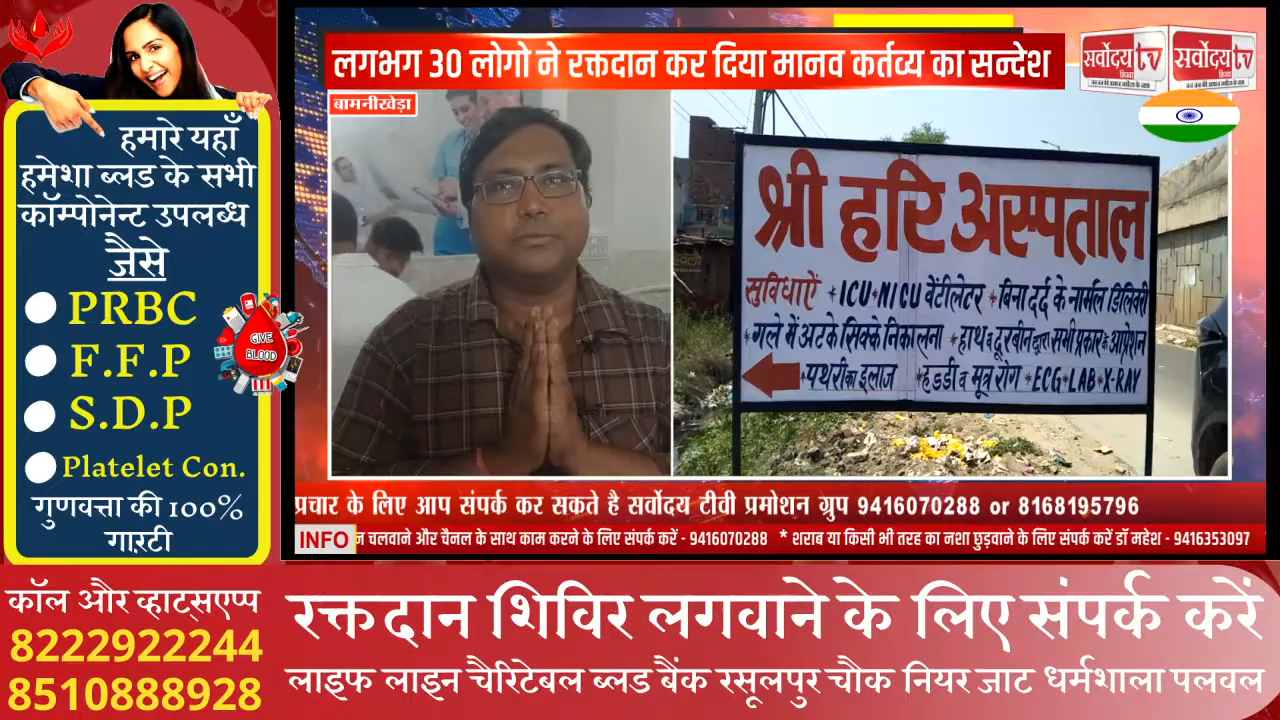 लगभग 30 लोगो ने रक्तदान कर दिया मानव कर्तव्य का सन्देश
सर्वोदय tv
सर्वोदय tv
बामनीखेड़ा
हमारे यहाँ
हमेशा ब्लड के सभी
कॉम्पोनेन्ट उपलब्ध
जैसे
PRBC
F.F.P
S.D.P
Platelet Con.
गुणवत्ता की 100%
गारंटी
GIVE
BLOOD
श्री हरि अस्पताल
सुविधाऐं *ICU*NICU वेंटीलेटर *बिना दर्द के नार्मल डिलिवरी
*गले में अटके सिक्के निकालना *हाथ व दूरबीन द्वारा सभी प्रकार के आप्रेशन
*पथरी का इलाज *हडडी व मूत्र रोग *ECG*LAB*X-RAY
प्रचार के लिए आप संपर्क कर सकते है सर्वोदय टीवी प्रमोशन ग्रुप 9416070288 or 8168195796
INFO
न चलवाने और चैनल के साथ काम करने के लिए संपर्क करें - 9416070288 * शराब या किसी भी तरह का नशा छुड़वाने के लिए संपर्क करें डॉ महेश - 9416353097
कॉल और व्हाट्सएप्प
8222922244
8510888928
रक्तदान शिविर लगवाने के लिए संपर्क करें
लाइफ लाइन चैरिटेबल ब्लड बैंक रसूलपुर चौक नियर जाट धर्मशाला पलवल